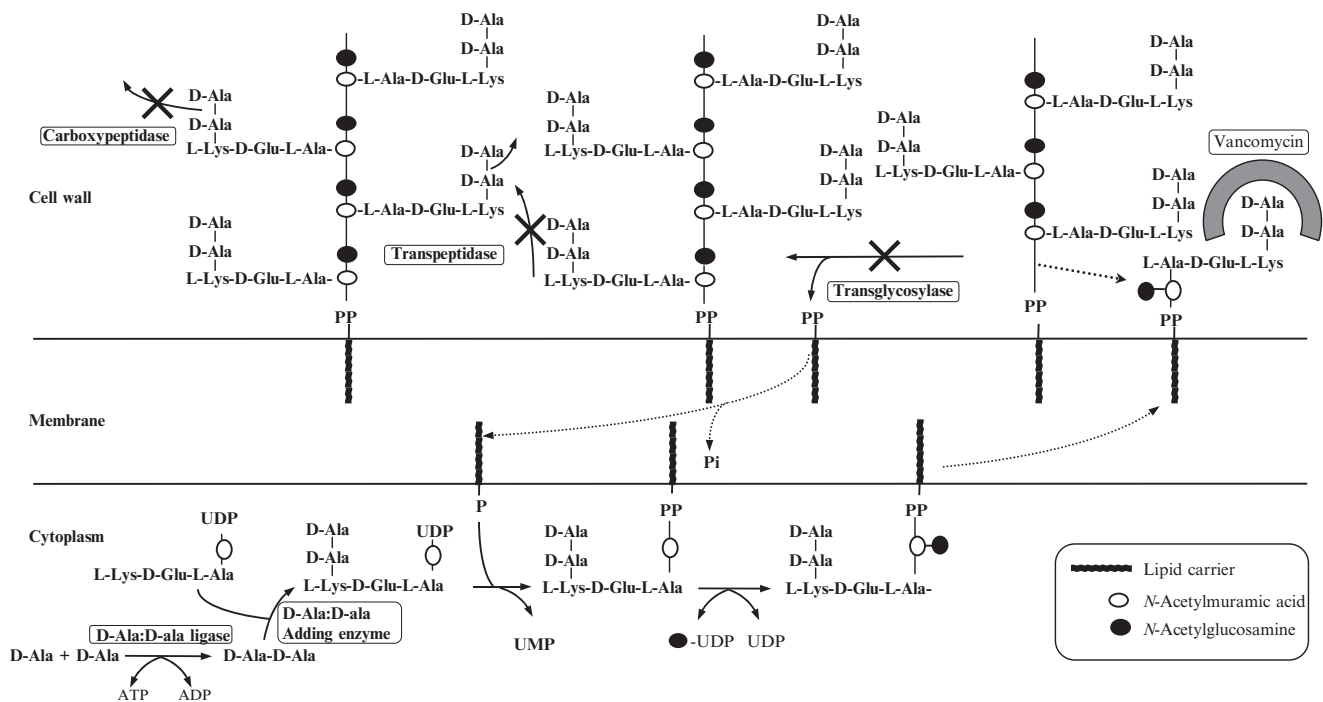 D-Ala
D-Ala
-L-Ala-D-Glu-L-Lys
D-Ala
D-Ala
Carboxypeptidase
L-Lys-D-Glu-L-Ala-
D-Ala
D-Ala
-L-Ala-D-Glu-L-Lys
Cell wall
D-Ala
D-Ala
L-Lys-D-Glu-L-Ala-
Transpeptidase
PP
D-Ala
D-Ala
-L-Ala-D-Glu-L-Lys
D-Ala
D-Ala
L-Lys-D-Glu-L-Ala-
D-Ala
D-Ala
-L-Ala-D-Glu-L-Lys
D-Ala
D-Ala
L-Lys-D-Glu-L-Ala-
PP
PP
Transglycosylase
D-Ala
D-Ala
-L-Ala-D-Glu-L-Lys
D-Ala
D-Ala
L-Lys-D-Glu-L-Ala-
Vancomycin
D-Ala
D-Ala
-L-Ala-D-Glu-L-Lys
D-Ala
D-Ala
L-Ala-D-Glu-L-Lys
PP
PP
Membrane
Pi
P
PP
PP
Cytoplasm
UDP
L-Lys-D-Glu-L-Ala
D-Ala
D-Ala
UDP
L-Lys-D-Glu-L-Ala
D-Ala
D-Ala
L-Lys-D-Glu-L-Ala
D-Ala
D-Ala
L-Lys-D-Glu-L-Ala-
D-Ala:D-ala
Adding enzyme
D-Ala:D-ala ligase
D-Ala + D-Ala
D-Ala-D-Ala
ATP
ADP
UMP
-UDP
UDP
Lipid carrier
N-Acetylmuramic acid
N-Acetylglucosamine